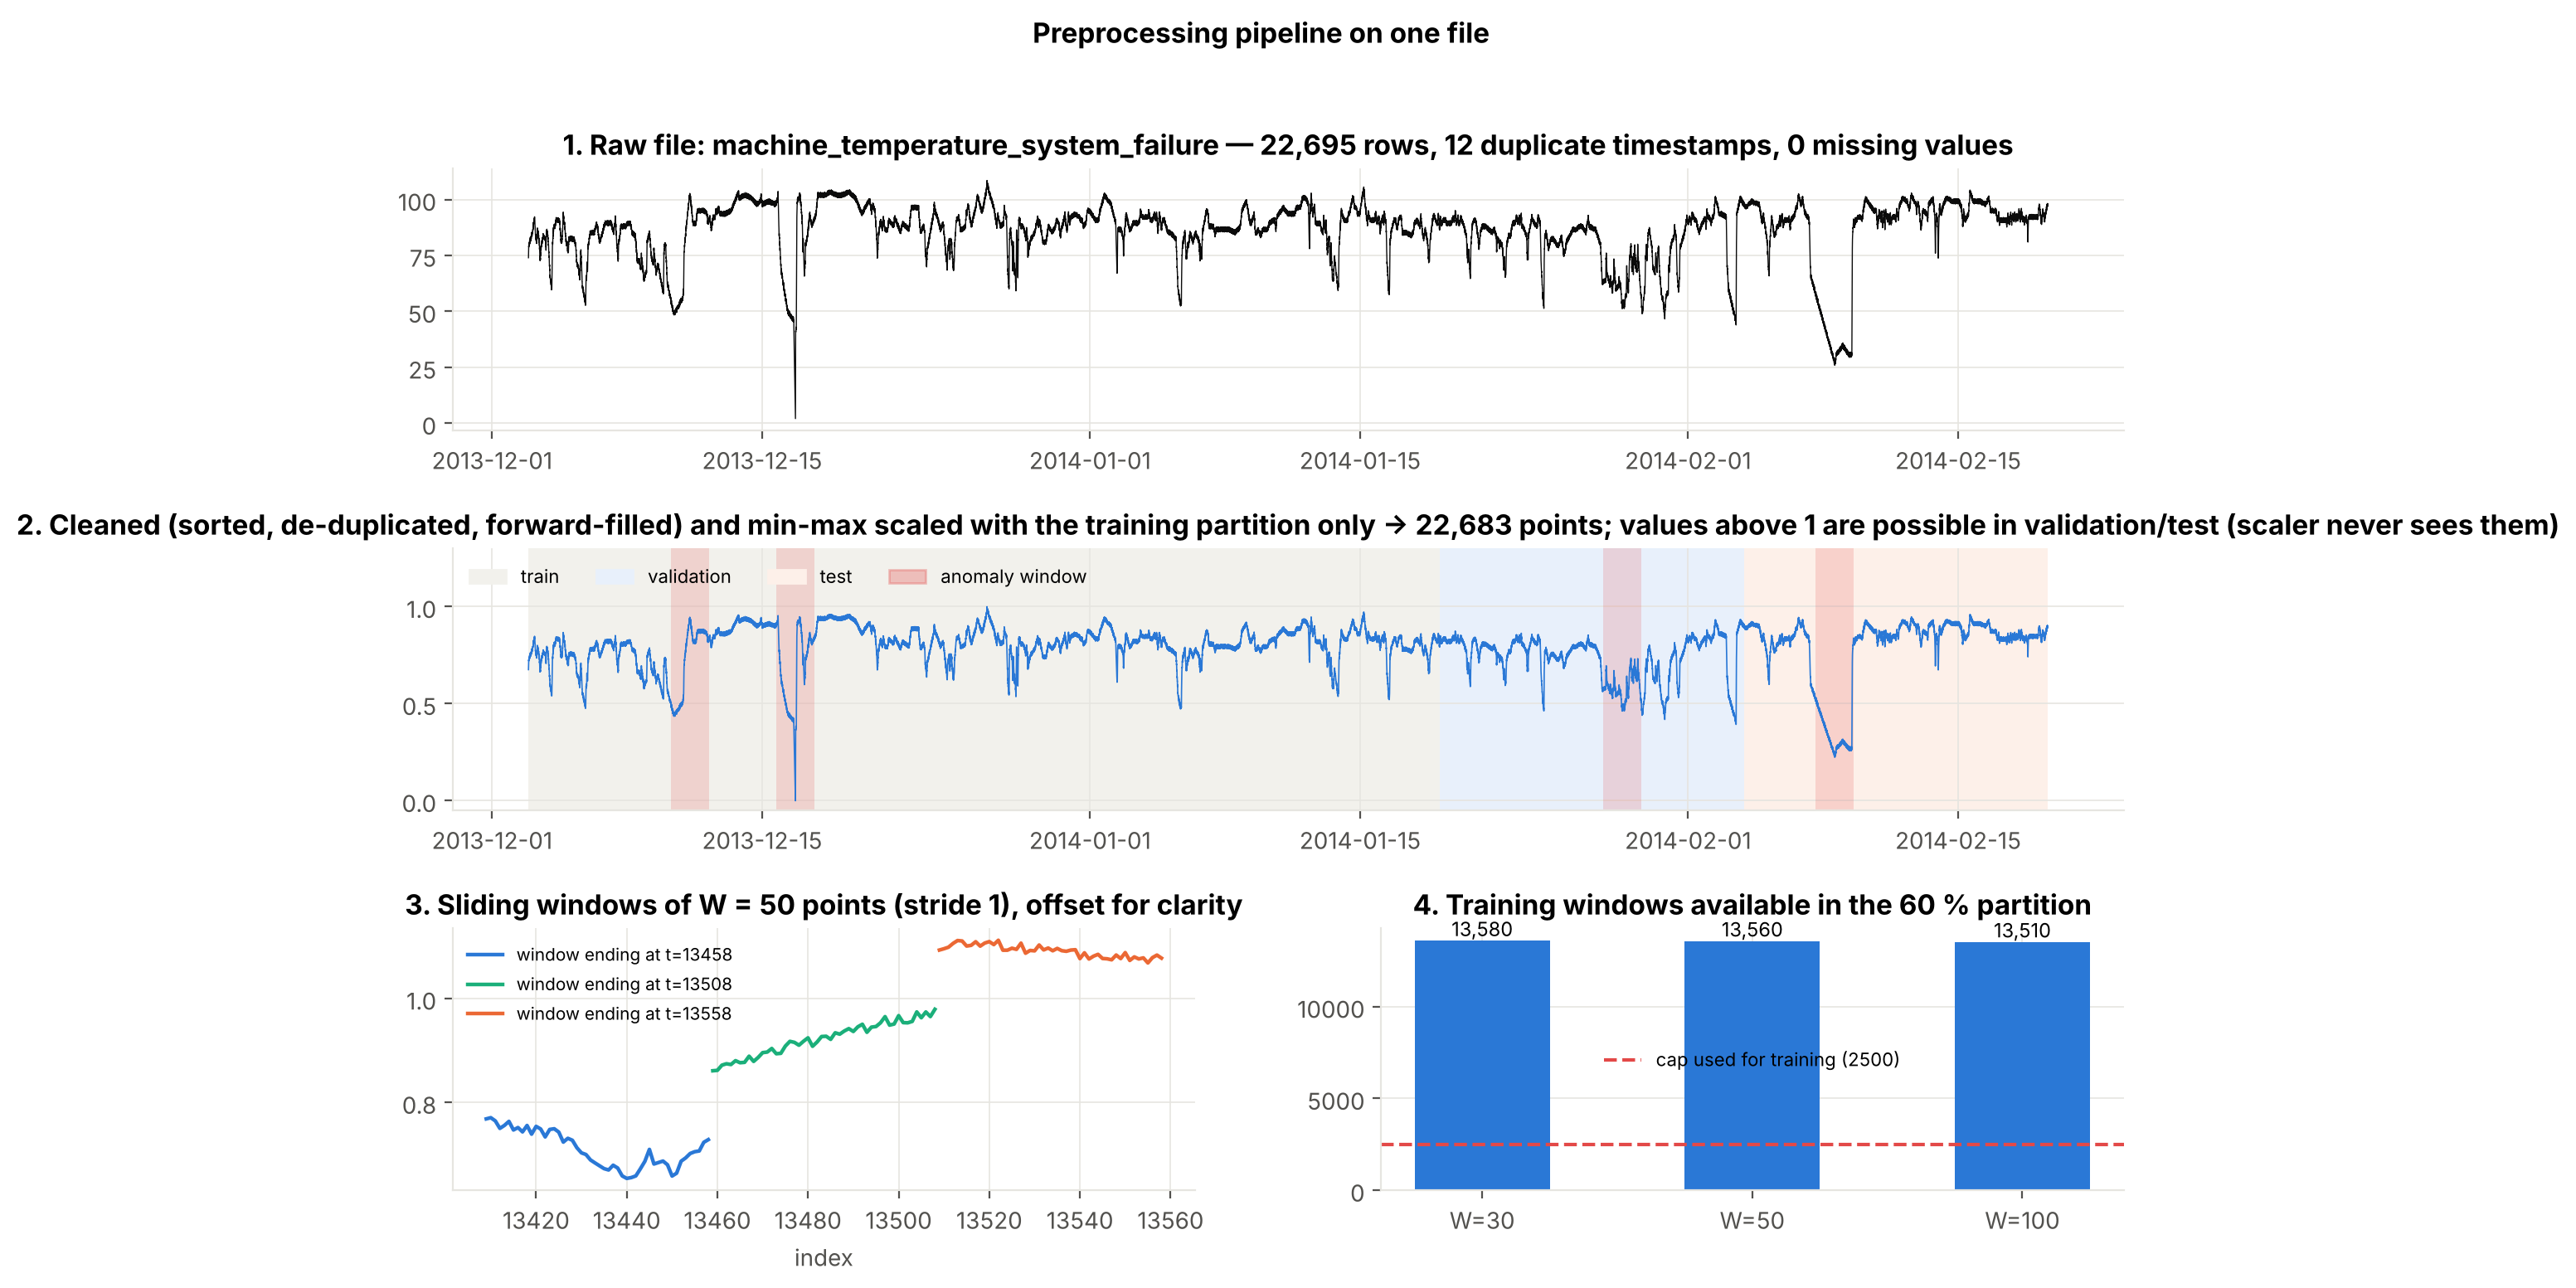 Preprocessing pipeline on one file
1. Raw file: machine_temperature_system_failure — 22,695 rows, 12 duplicate timestamps, 0 missing values
100
75
50
25
0
2013-12-01 2013-12-15 2014-01-01 2014-01-15 2014-02-01 2014-02-15
2. Cleaned (sorted, de-duplicated, forward-filled) and min-max scaled with the training partition only → 22,683 points; values above 1 are possible in validation/test (scaler never sees them)
train validation test anomaly window
1.0
0.5
0.0
2013-12-01 2013-12-15 2014-01-01 2014-01-15 2014-02-01 2014-02-15
3. Sliding windows of W = 50 points (stride 1), offset for clarity
window ending at t=13458
window ending at t=13508
window ending at t=13558
1.0
0.8
13420 13440 13460 13480 13500 13520 13540 13560
index
4. Training windows available in the 60 % partition
13,580 13,560 13,510
10000
cap used for training (2500)
5000
0
W=30 W=50 W=100